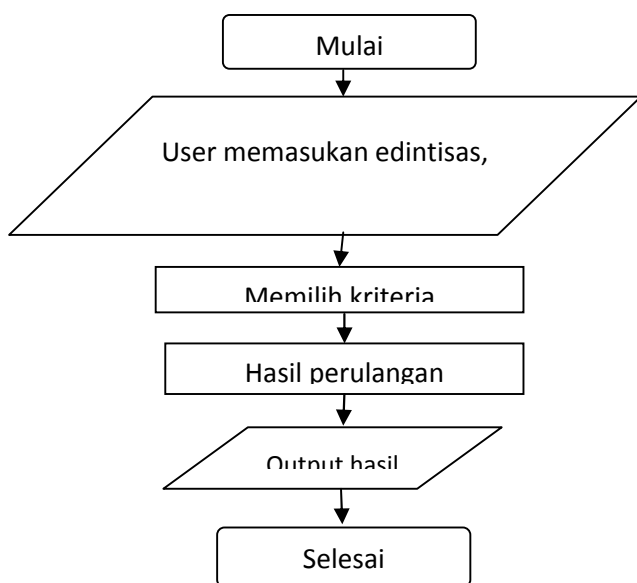 Mulai
User memasukan edintisas,
Memilih kriteria
Hasil perulangan
Output hasil
Selesai